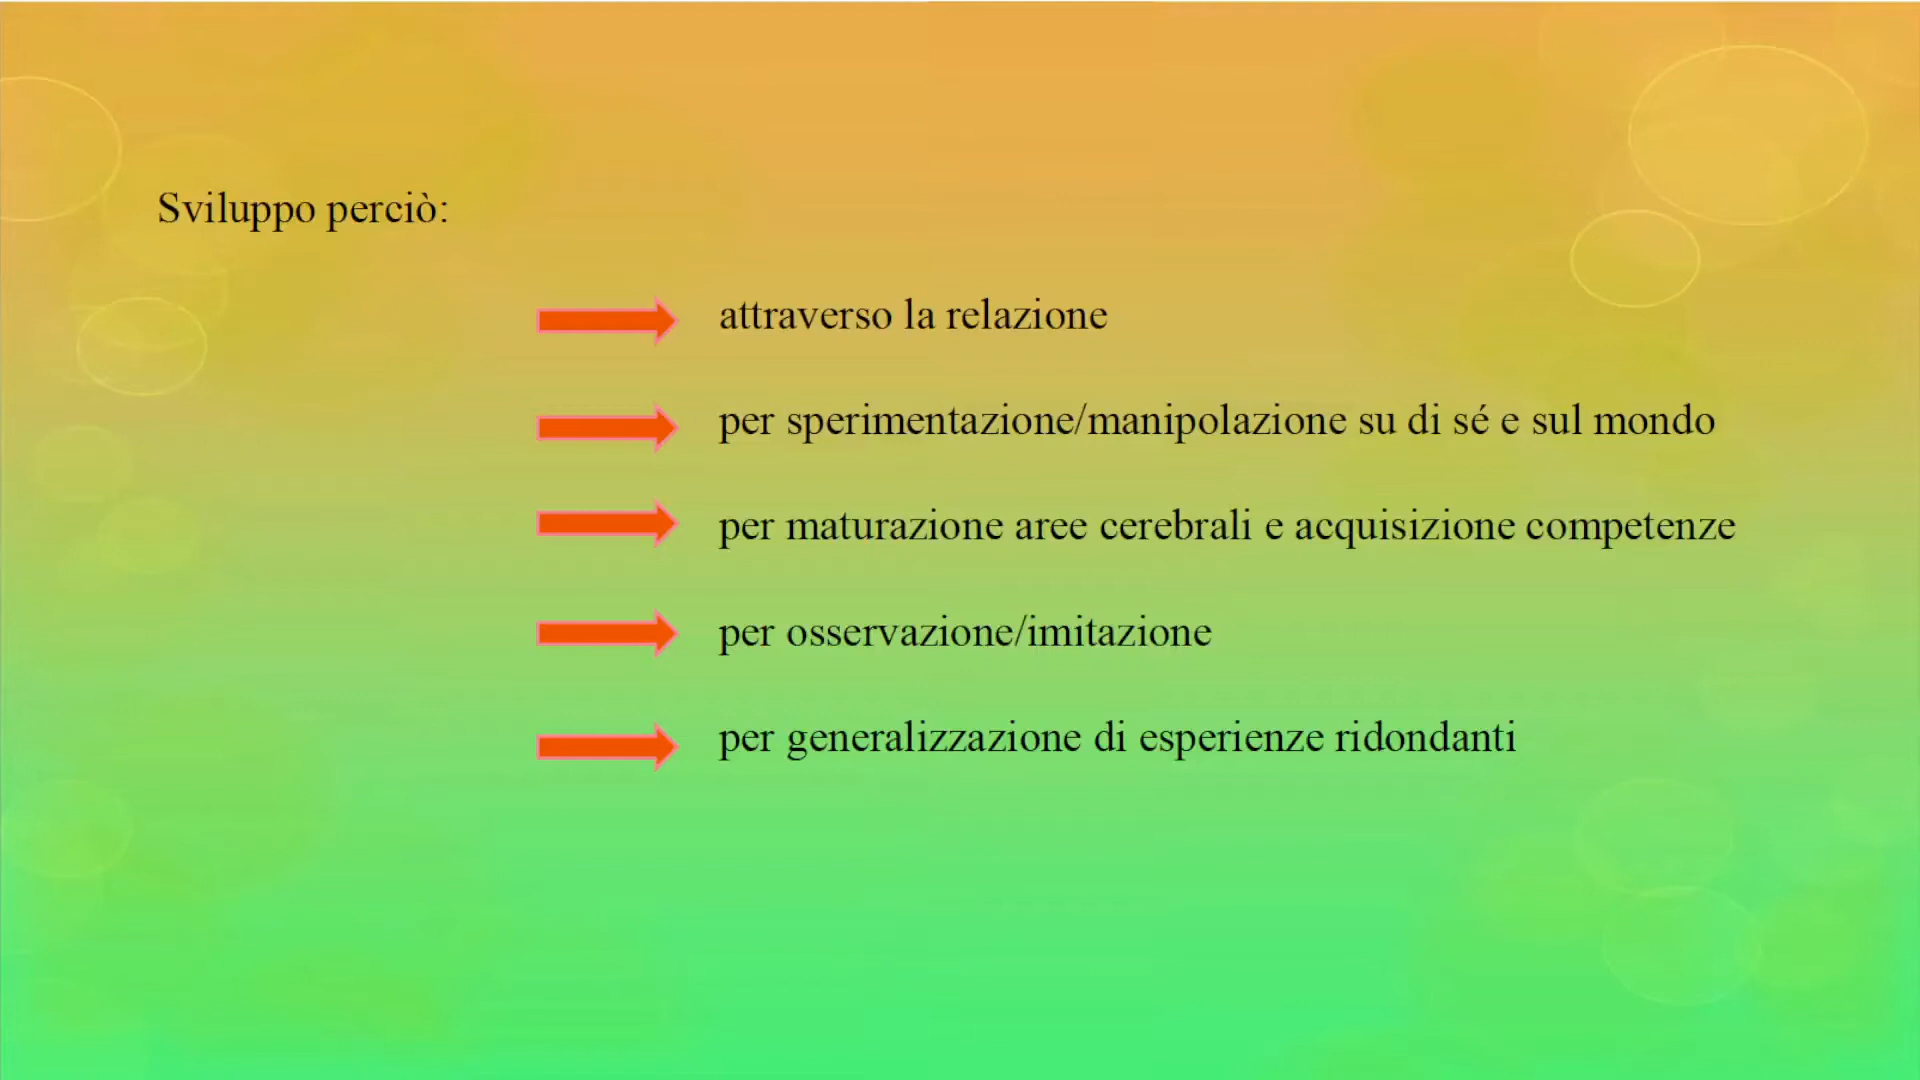 Sviluppo perciò:
attraverso la relazione
per sperimentazione/manipolazione su di sé e sul mondo
per maturazione aree cerebrali e acquisizione competenze
per osservazione/imitazione
per generalizzazione di esperienze ridondanti